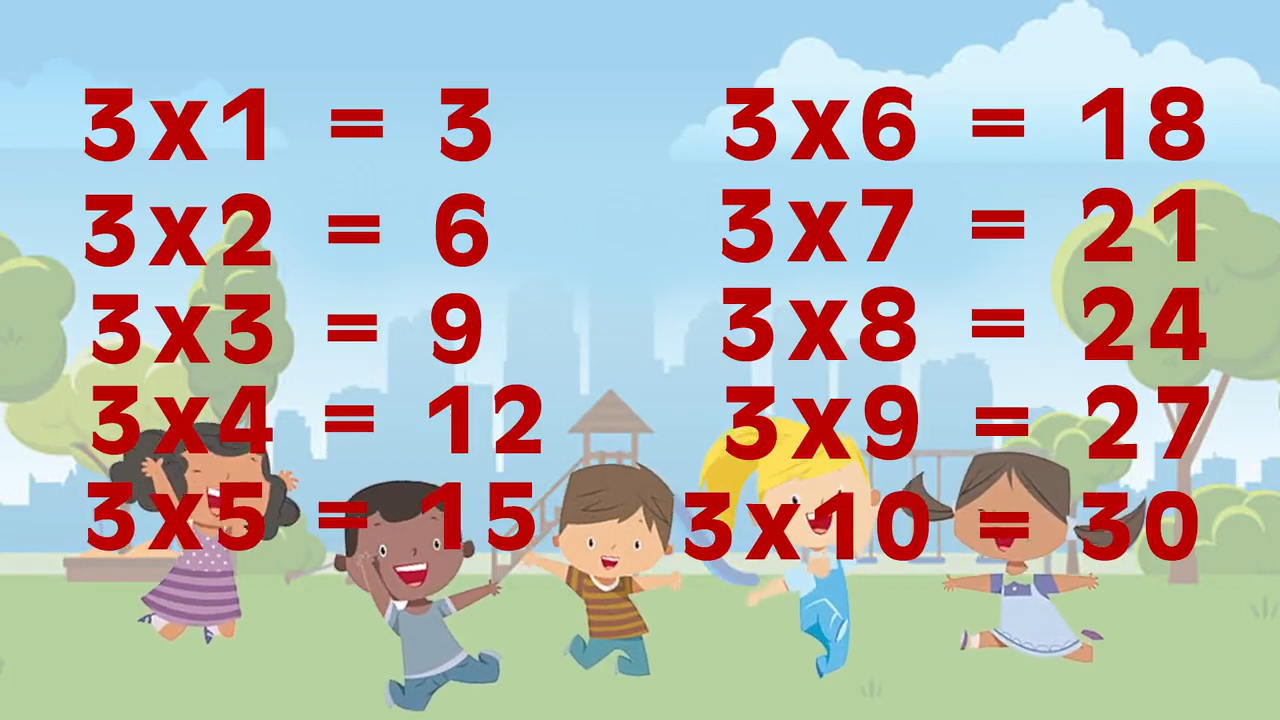 3x1 = 3
3x2 = 6
3x3 = 9
3x4 = 12
3x5 = 15
3x6 = 18
3x7 = 21
3x8 = 24
3x9 = 27
3x10 = 30